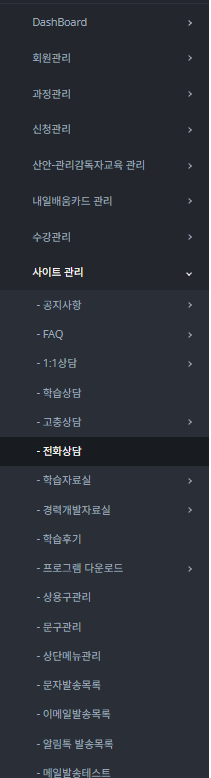 DashBoard
회원관리
과정관리
신청관리
산안-관리감독자교육 관리
내일배움카드 관리
수강관리
사이트 관리
- 공지사항
- FAQ
- 1:1상담
- 학습상담
- 고충상담
- 전화상담
- 학습자료실
- 경력개발자료실
- 학습후기
- 프로그램 다운로드
- 상용구관리
- 문구관리
- 상단메뉴관리
- 문자발송목록
- 이메일발송목록
- 알림톡 발송목록
- 메일발송테스트